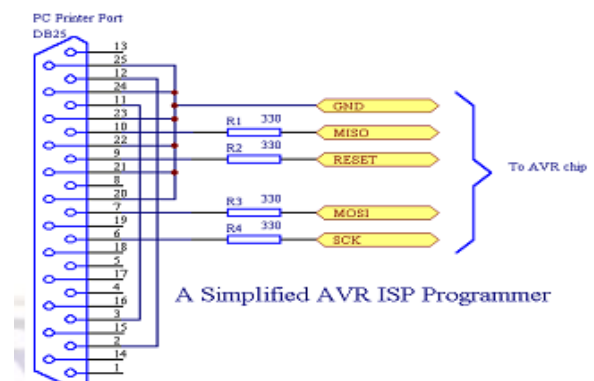 PC Printer Port
DB25
13
25
12
24
11
23
10
22
9
21
8
20
7
19
6
18
5
17
4
16
3
15
2
14
1
R1 330
R2 330
R3 330
R4 330
GND
MISO
RESET
MOSI
SCK
To AVR chip
A Simplified AVR ISP Programmer